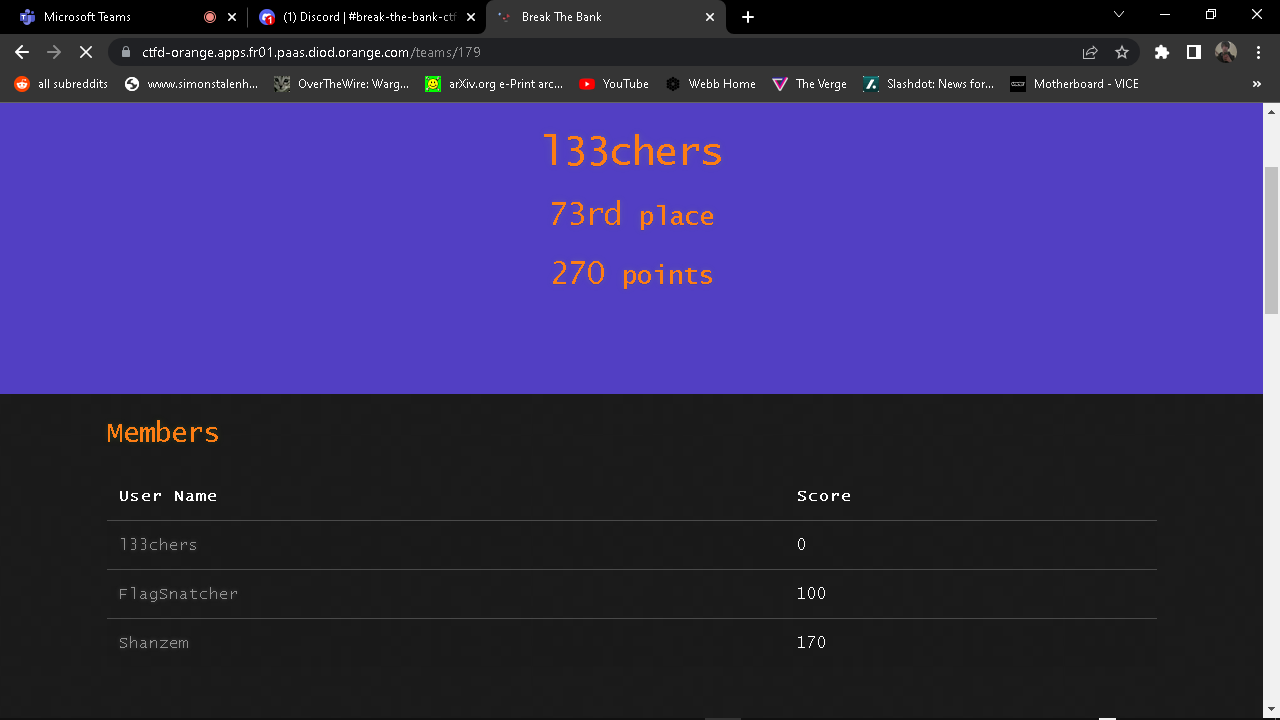 Microsoft Teams
(1) Discord | #break-the-bank-ctf
Break The Bank
ctfd-orange.apps.fr01.paas.diod.orange.com/teams/179
all subreddits
www.simonstalenh...
OverTheWire: Warg...
arXiv.org e-Print arc...
YouTube
Webb Home
The Verge
Slashdot: News for...
Motherboard - VICE
l33chers
73rd place
270 points
Members
User Name Score
l33chers 0
FlagSnatcher 100
Shanzem 170